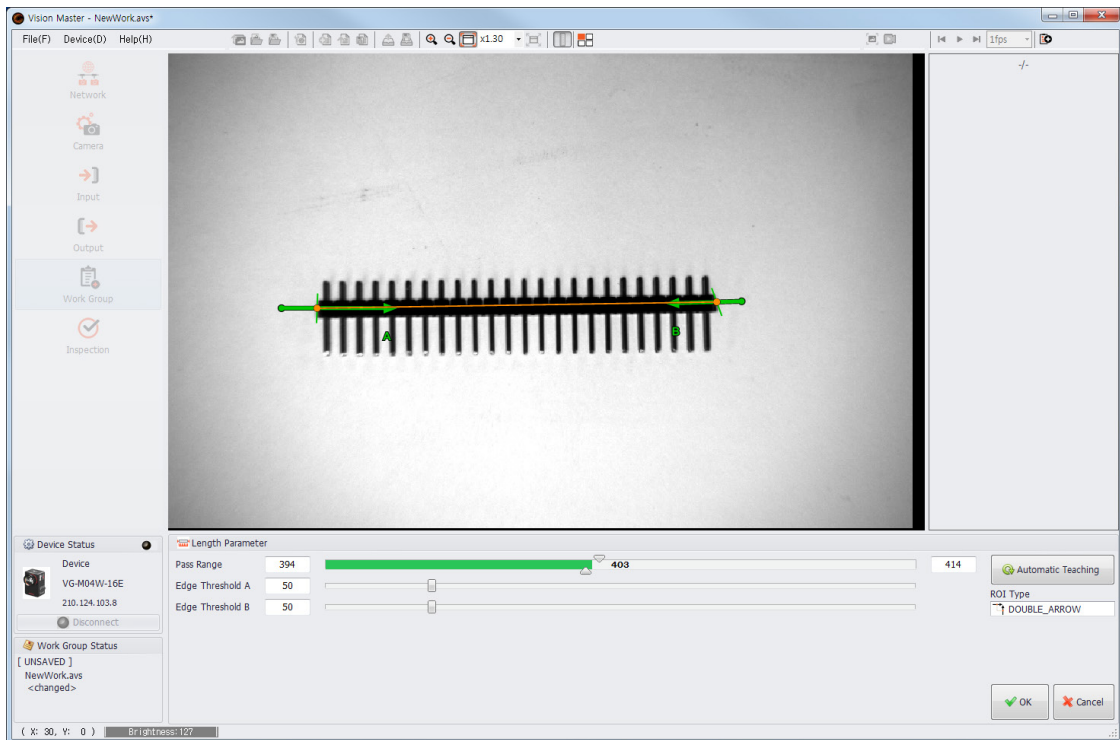 Vision Master - NewWork.avs*
File(F) Device(D) Help(H)
x1.30
1fps
Network
Camera
Input
Output
Work Group
Inspection
-/-
A
B
Device Status
Device
VG-M04W-16E
210.124.103.8
Disconnect
Work Group Status
[ UNSAVED ]
NewWork.avs
<changed>
Length Parameter
Pass Range 394 403 414
Edge Threshold A 50
Edge Threshold B 50
Automatic Teaching
ROI Type
DOUBLE_ARROW
OK Cancel
( X: 30, Y: 0 ) Brightness:127